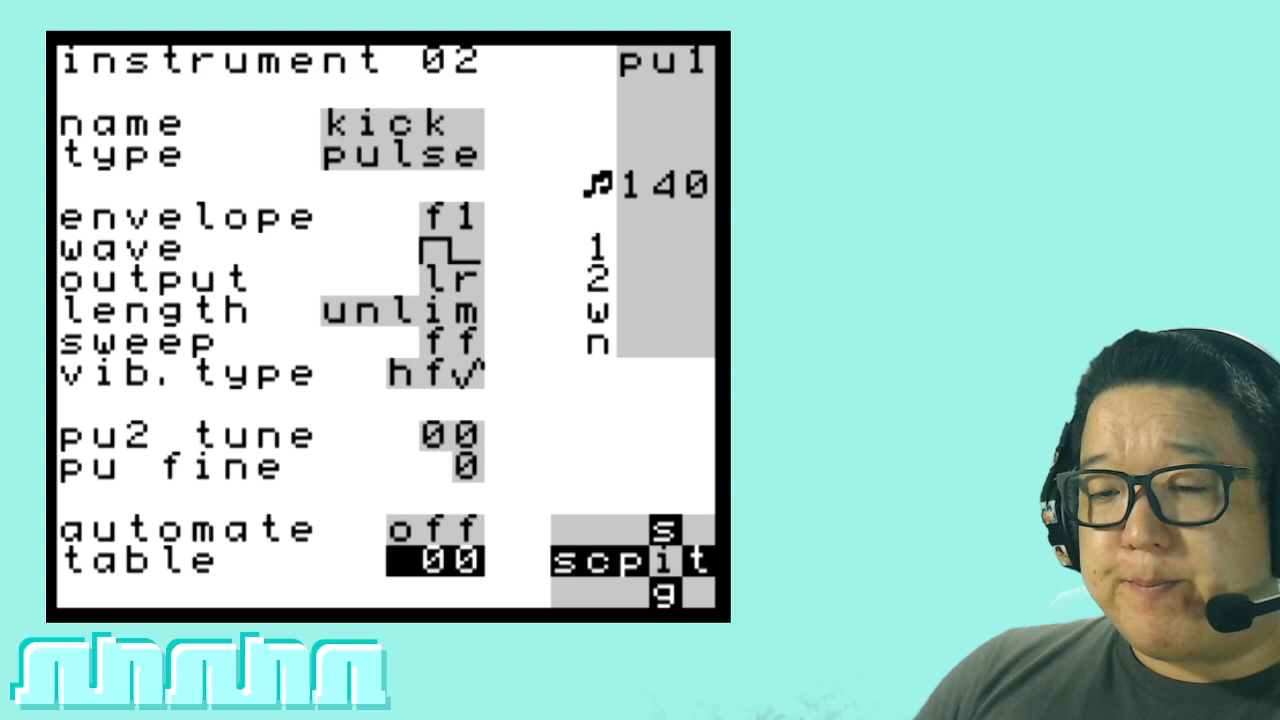 instrument 02 pu1
name kick
type pulse
♫140
envelope f1
wave 1
output lr 2
length unlim w
sweep ff n
vib. type hf
pu2 tune 00
pu fine 0
automate off s
table 00 scpit
g